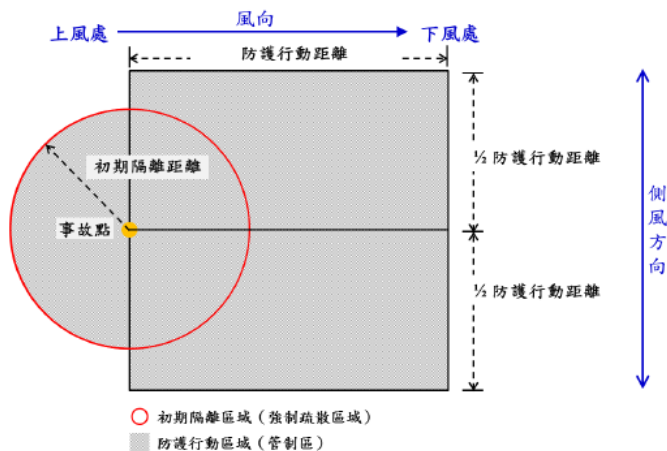 風向
上風處
下風處
防護行動距離
初期隔離距離
½ 防護行動距離
側風方向
事故點
½ 防護行動距離
初期隔離區域（強制疏散區域）
防護行動區域（管制區）